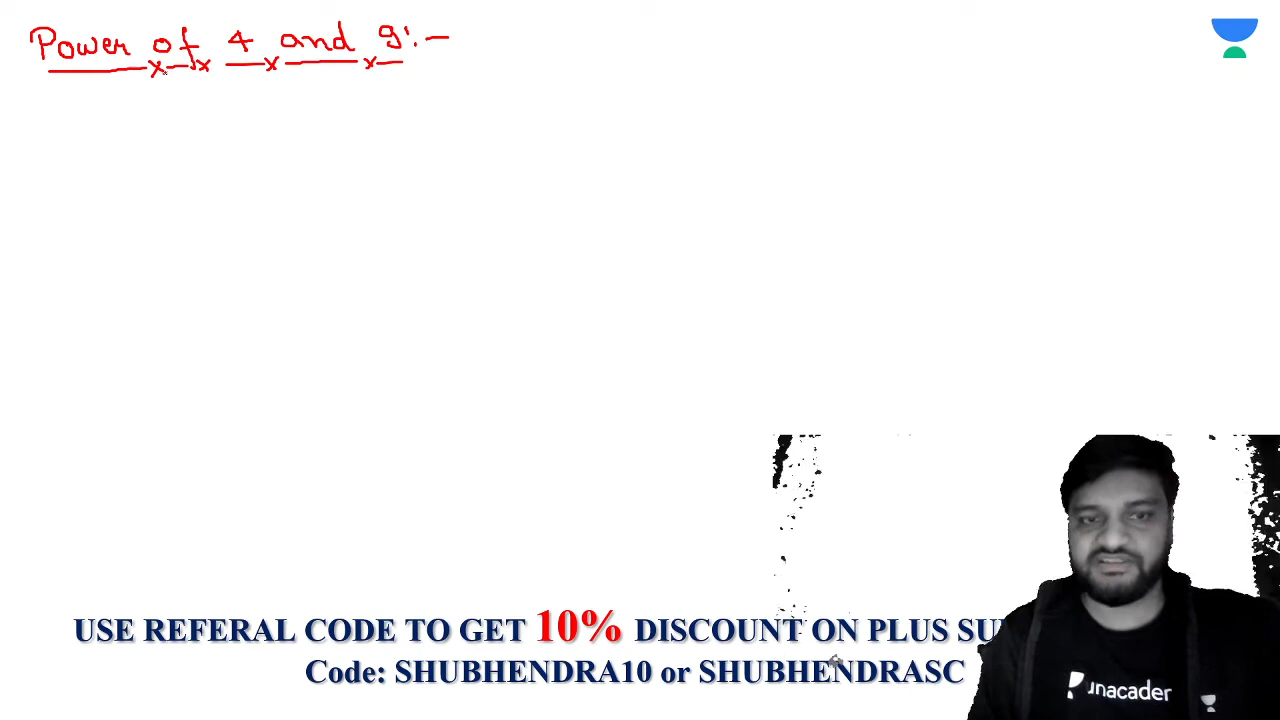 Power of 4 and 9:-
USE REFERAL CODE TO GET 10% DISCOUNT ON PLUS SU
Code: SHUBHENDRA10 or SHUBHENDRASC
unacader